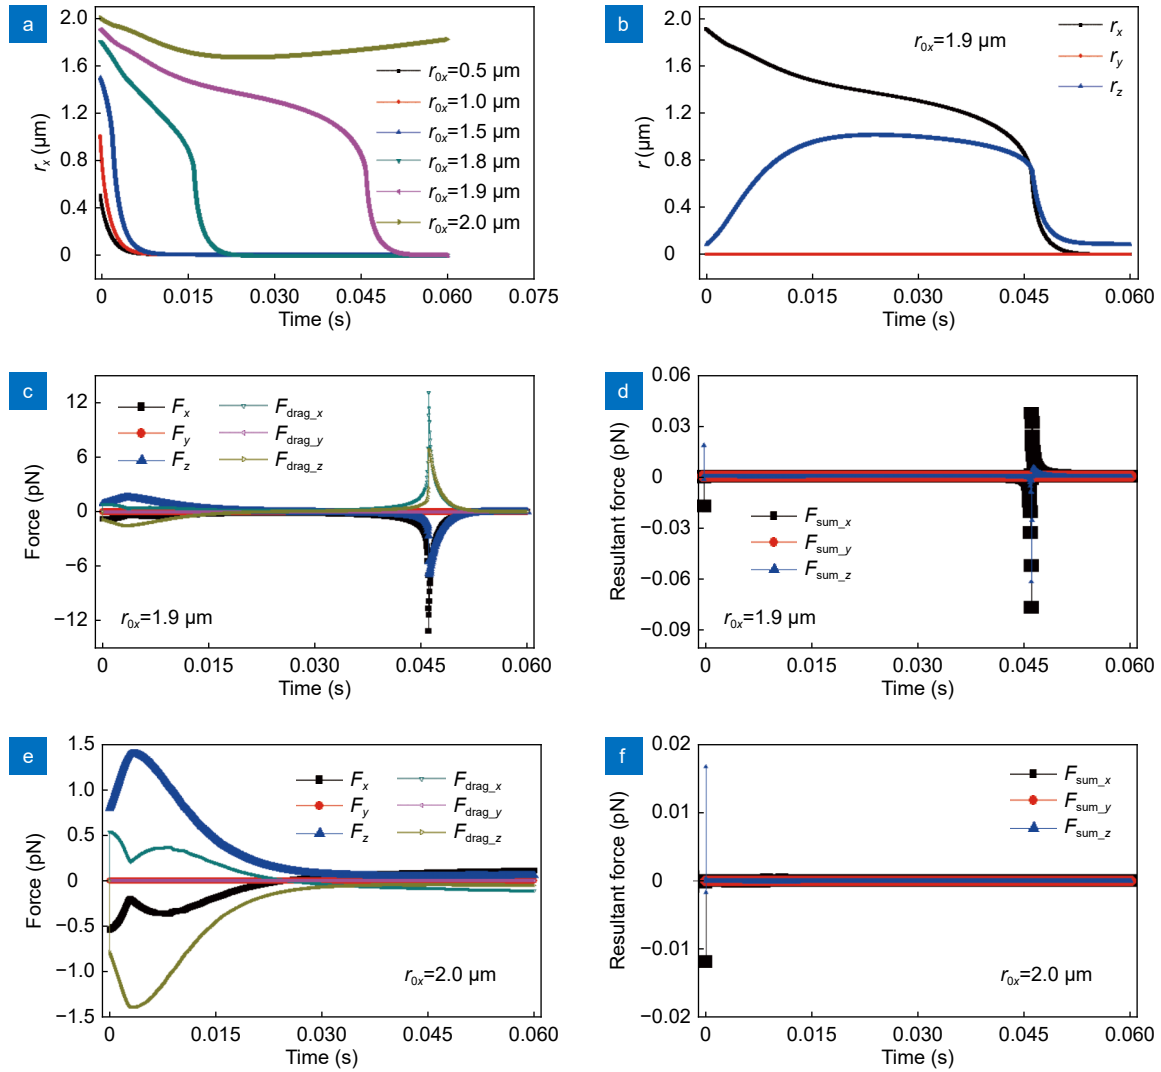 a
2.0
1.6
1.2
0.8
0.4
0
r_x (μm)
r_0x=0.5 μm
r_0x=1.0 μm
r_0x=1.5 μm
r_0x=1.8 μm
r_0x=1.9 μm
r_0x=2.0 μm
0 0.015 0.030 0.045 0.060 0.075
Time (s)
b
2.0
1.6
1.2
0.8
0.4
0
r (μm)
r_0x=1.9 μm
r_x
r_y
r_z
0 0.015 0.030 0.045 0.060
Time (s)
c
12
6
0
−6
−12
Force (pN)
F_x F_drag_x
F_y F_drag_y
F_z F_drag_z
r_0x=1.9 μm
0 0.015 0.030 0.045 0.060
Time (s)
d
0.06
0.03
0
−0.03
−0.06
−0.09
Resultant force (pN)
F_sum_x
F_sum_y
F_sum_z
r_0x=1.9 μm
0 0.015 0.030 0.045 0.060
Time (s)
e
1.5
1.0
0.5
0
−0.5
−1.0
−1.5
Force (pN)
F_x F_drag_x
F_y F_drag_y
F_z F_drag_z
r_0x=2.0 μm
0 0.015 0.030 0.045 0.060
Time (s)
f
0.02
0.01
0
−0.01
−0.02
Resultant force (pN)
F_sum_x
F_sum_y
F_sum_z
r_0x=2.0 μm
0 0.015 0.030 0.045 0.060
Time (s)